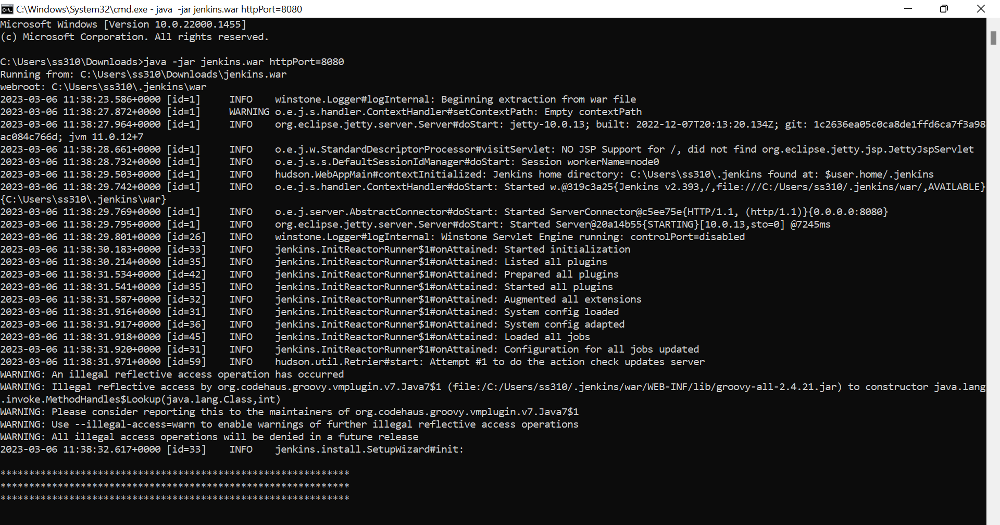 C:\Windows\System32\cmd.exe - java  -jar jenkins.war httpPort=8080
Microsoft Windows [Version 10.0.22000.1455]
(c) Microsoft Corporation. All rights reserved.
C:\Users\ss310\Downloads>java -jar jenkins.war httpPort=8080
Running from: C:\Users\ss310\Downloads\jenkins.war
webroot: C:\Users\ss310\.jenkins\war
2023-03-06 11:38:23.586+0000 [id=1]     INFO    winstone.Logger#logInternal: Beginning extraction from war file
2023-03-06 11:38:27.872+0000 [id=1]     WARNING o.e.j.s.handler.ContextHandler#setContextPath: Empty contextPath
2023-03-06 11:38:27.964+0000 [id=1]     INFO    org.eclipse.jetty.server.Server#doStart: jetty-10.0.13; built: 2022-12-07T20:13:20.134Z; git: 1c2636ea05c0ca8de1ffd6ca7f3a98
ac084c766d; jvm 11.0.12+7
2023-03-06 11:38:28.661+0000 [id=1]     INFO    o.e.j.w.StandardDescriptorProcessor#visitServlet: NO JSP Support for /, did not find org.eclipse.jetty.jsp.JettyJspServlet
2023-03-06 11:38:28.732+0000 [id=1]     INFO    o.e.j.s.s.DefaultSessionIdManager#doStart: Session workerName=node0
2023-03-06 11:38:29.503+0000 [id=1]     INFO    hudson.WebAppMain#contextInitialized: Jenkins home directory: C:\Users\ss310\.jenkins found at: $user.home/.jenkins
2023-03-06 11:38:29.742+0000 [id=1]     INFO    o.e.j.s.handler.ContextHandler#doStart: Started w.@319c3a25{Jenkins v2.393,/,file:///C:/Users/ss310/.jenkins/war/,AVAILABLE}
{C:\Users\ss310\.jenkins\war}
2023-03-06 11:38:29.769+0000 [id=1]     INFO    o.e.j.server.AbstractConnector#doStart: Started ServerConnector@c5ee75e{HTTP/1.1, (http/1.1)}{0.0.0.0:8080}
2023-03-06 11:38:29.795+0000 [id=1]     INFO    org.eclipse.jetty.server.Server#doStart: Started Server@20a14b55{STARTING}[10.0.13,sto=0] @7245ms
2023-03-06 11:38:29.801+0000 [id=26]    INFO    winstone.Logger#logInternal: Winstone Servlet Engine running: controlPort=disabled
2023-03-06 11:38:30.183+0000 [id=33]    INFO    jenkins.InitReactorRunner$1#onAttained: Started initialization
2023-03-06 11:38:30.214+0000 [id=35]    INFO    jenkins.InitReactorRunner$1#onAttained: Listed all plugins
2023-03-06 11:38:31.534+0000 [id=42]    INFO    jenkins.InitReactorRunner$1#onAttained: Prepared all plugins
2023-03-06 11:38:31.541+0000 [id=35]    INFO    jenkins.InitReactorRunner$1#onAttained: Started all plugins
2023-03-06 11:38:31.587+0000 [id=32]    INFO    jenkins.InitReactorRunner$1#onAttained: Augmented all extensions
2023-03-06 11:38:31.916+0000 [id=31]    INFO    jenkins.InitReactorRunner$1#onAttained: System config loaded
2023-03-06 11:38:31.917+0000 [id=36]    INFO    jenkins.InitReactorRunner$1#onAttained: System config adapted
2023-03-06 11:38:31.918+0000 [id=45]    INFO    jenkins.InitReactorRunner$1#onAttained: Loaded all jobs
2023-03-06 11:38:31.920+0000 [id=31]    INFO    jenkins.InitReactorRunner$1#onAttained: Configuration for all jobs updated
2023-03-06 11:38:31.971+0000 [id=59]    INFO    hudson.util.Retrier#start: Attempt #1 to do the action check updates server
WARNING: An illegal reflective access operation has occurred
WARNING: Illegal reflective access by org.codehaus.groovy.vmplugin.v7.Java7$1 (file:/C:/Users/ss310/.jenkins/war/WEB-INF/lib/groovy-all-2.4.21.jar) to constructor java.lang
.invoke.MethodHandles$Lookup(java.lang.Class,int)
WARNING: Please consider reporting this to the maintainers of org.codehaus.groovy.vmplugin.v7.Java7$1
WARNING: Use --illegal-access=warn to enable warnings of further illegal reflective access operations
WARNING: All illegal access operations will be denied in a future release
2023-03-06 11:38:32.617+0000 [id=33]    INFO    jenkins.install.SetupWizard#init:
*************************************************************
*************************************************************
*************************************************************